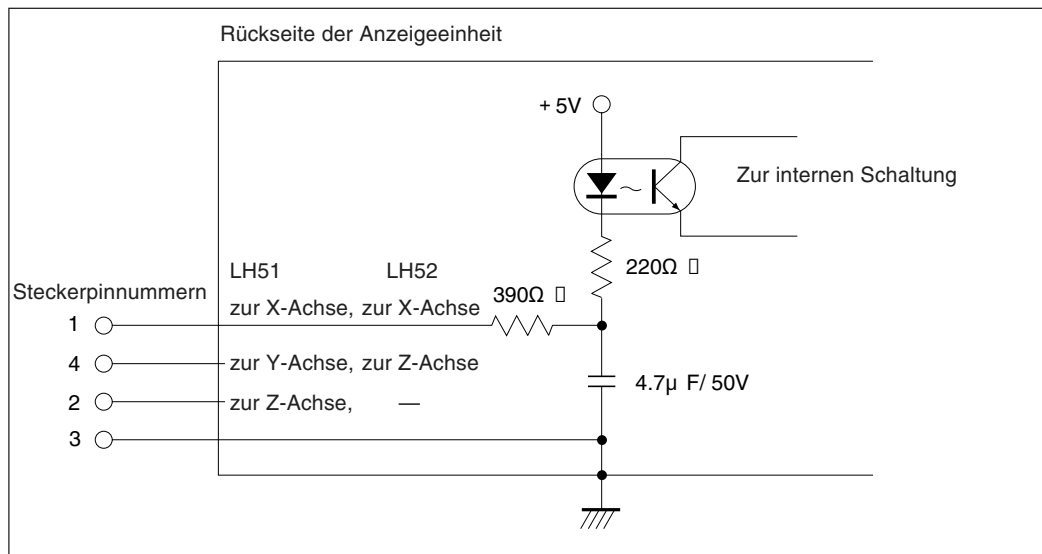 Rückseite der Anzeigeeinheit
+ 5V
Zur internen Schaltung
220Ω ▯
LH51 LH52
Steckerpinnummern
390Ω ▯
1 zur X-Achse, zur X-Achse
4 zur Y-Achse, zur Z-Achse
4.7µ F/ 50V
2 zur Z-Achse, —
3